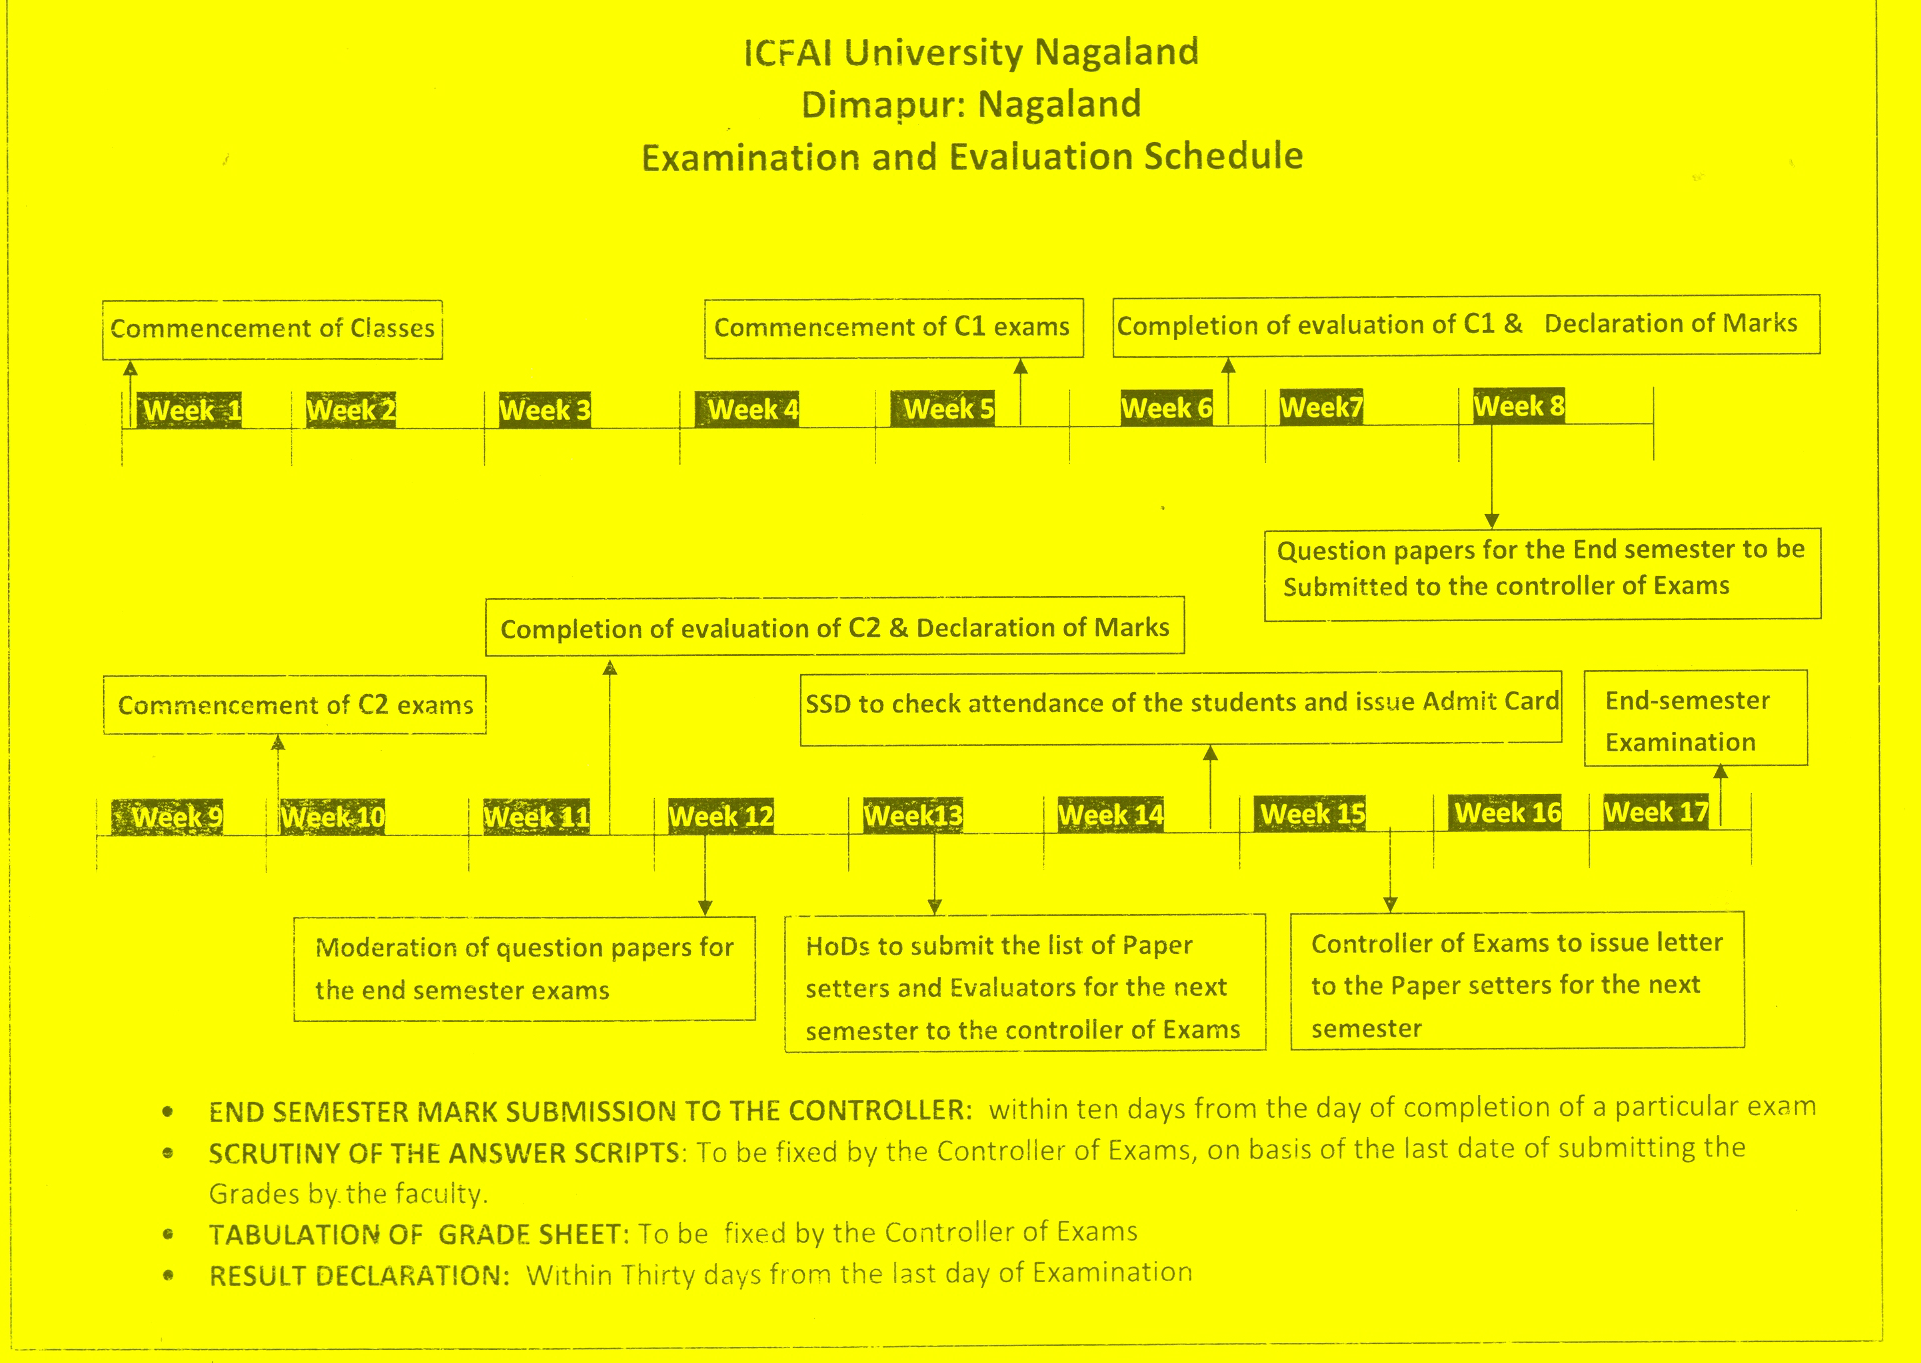 ICFAI University Nagaland
Dimapur: Nagaland
Examination and Evaluation Schedule
Commencement of Classes
Commencement of C1 exams
Completion of evaluation of C1 & Declaration of Marks
Week 1
Week 2
Week 3
Week 4
Week 5
Week 6
Week7
Week 8
Question papers for the End semester to be
Submitted to the controller of Exams
Completion of evaluation of C2 & Declaration of Marks
Commencement of C2 exams
SSD to check attendance of the students and issue Admit Card
End-semester
Examination
Week 9
Week 10
Week 11
Week 12
Week13
Week 14
Week 15
Week 16
Week 17
Moderation of question papers for
the end semester exams
HoDs to submit the list of Paper
setters and Evaluators for the next
semester to the controller of Exams
Controller of Exams to issue letter
to the Paper setters for the next
semester
• END SEMESTER MARK SUBMISSION TO THE CONTROLLER: within ten days from the day of completion of a particular exam
• SCRUTINY OF THE ANSWER SCRIPTS: To be fixed by the Controller of Exams, on basis of the last date of submitting the
Grades by the faculty.
• TABULATION OF GRADE SHEET: To be fixed by the Controller of Exams
• RESULT DECLARATION: Within Thirty days from the last day of Examination